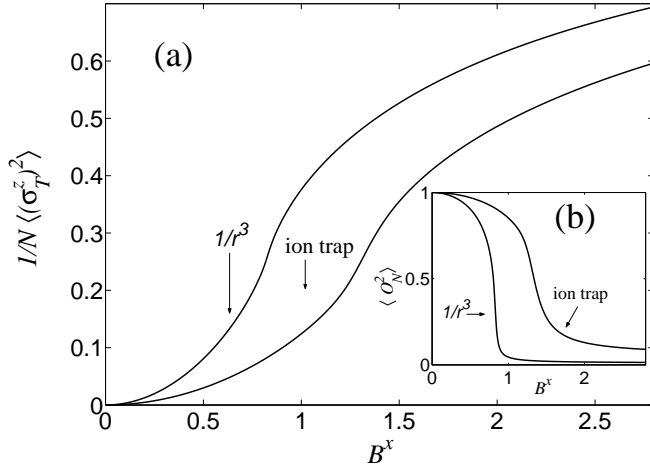 (a)
1/N ⟨(σ_T^z)^2⟩
0.6
0.5
0.4
0.3
0.2
0.1
0
0
0.5
1
1.5
2
2.5
B^x
1/r^3
ion trap
(b)
⟨O_N^2⟩
1
0.5
0
0
1
2
B^x
ion trap
1/r^3